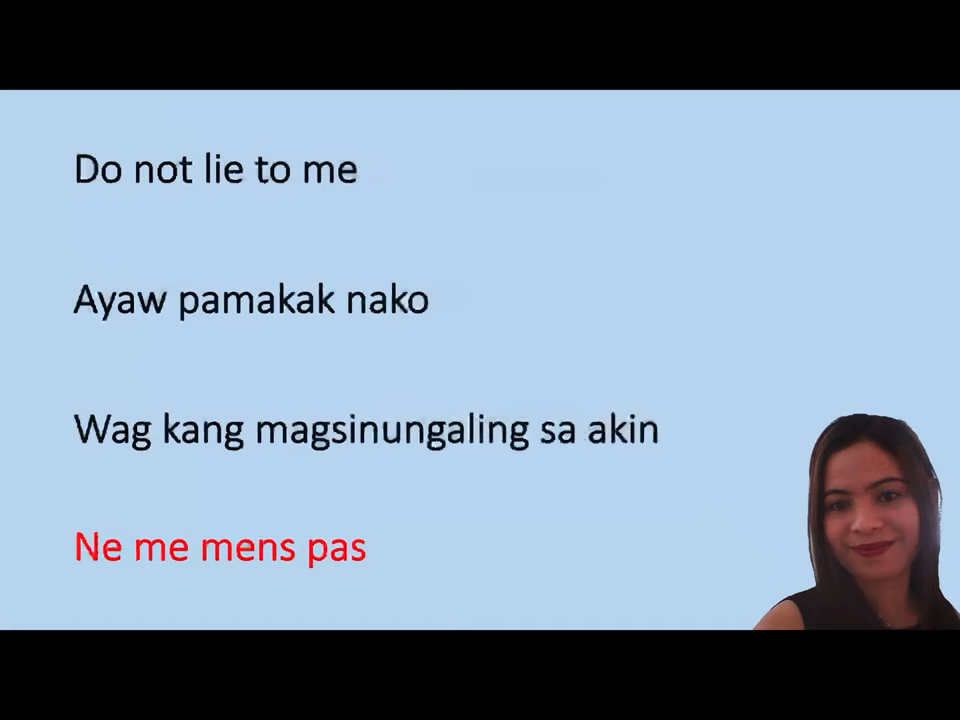 Do not lie to me
Ayaw pamakak nako
Wag kang magsinungaling sa akin
Ne me mens pas